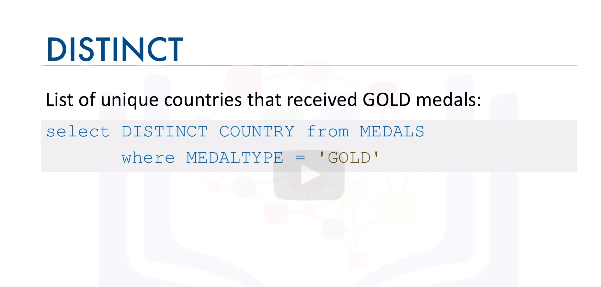 DISTINCT
List of unique countries that received GOLD medals:
select DISTINCT COUNTRY from MEDALS
where MEDALTYPE = 'GOLD'